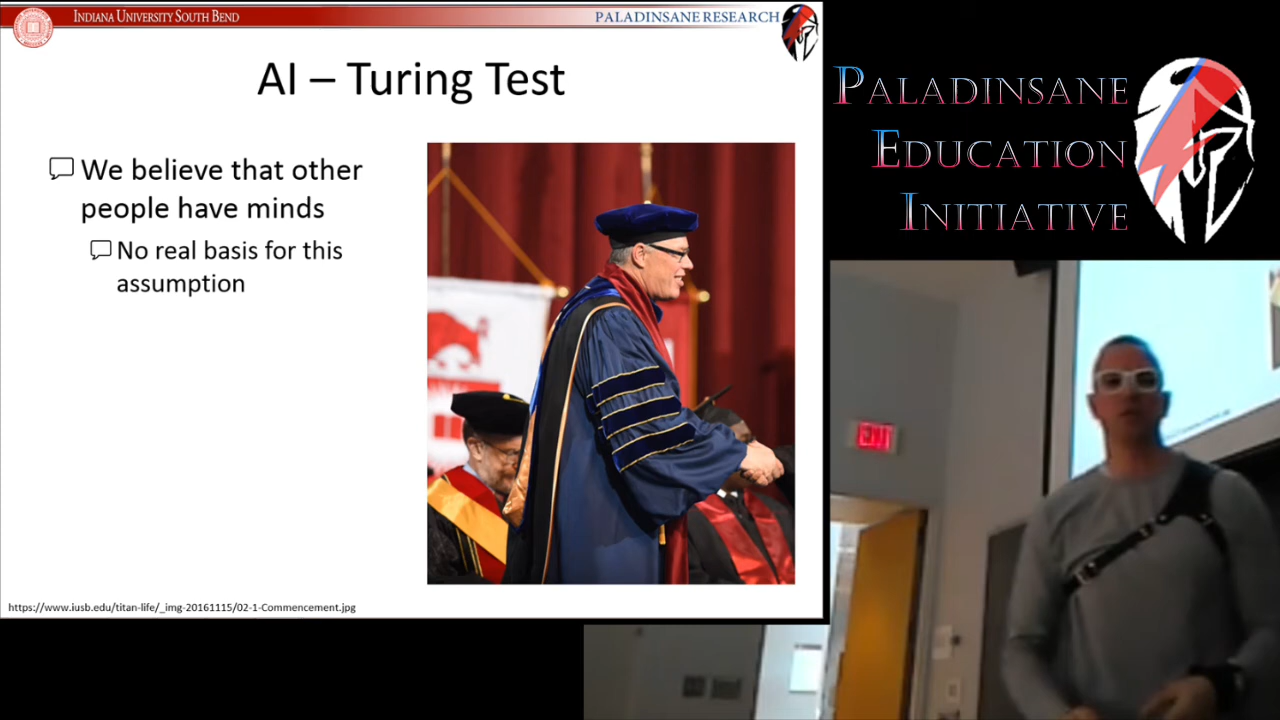 INDIANA UNIVERSITY SOUTH BEND
PALADINSANE RESEARCH
AI – Turing Test
We believe that other
people have minds
No real basis for this
assumption
https://www.iusb.edu/titan-life/_img-20161115/02-1-Commencement.jpg
PALADINSANE
EDUCATION
INITIATIVE
EXIT